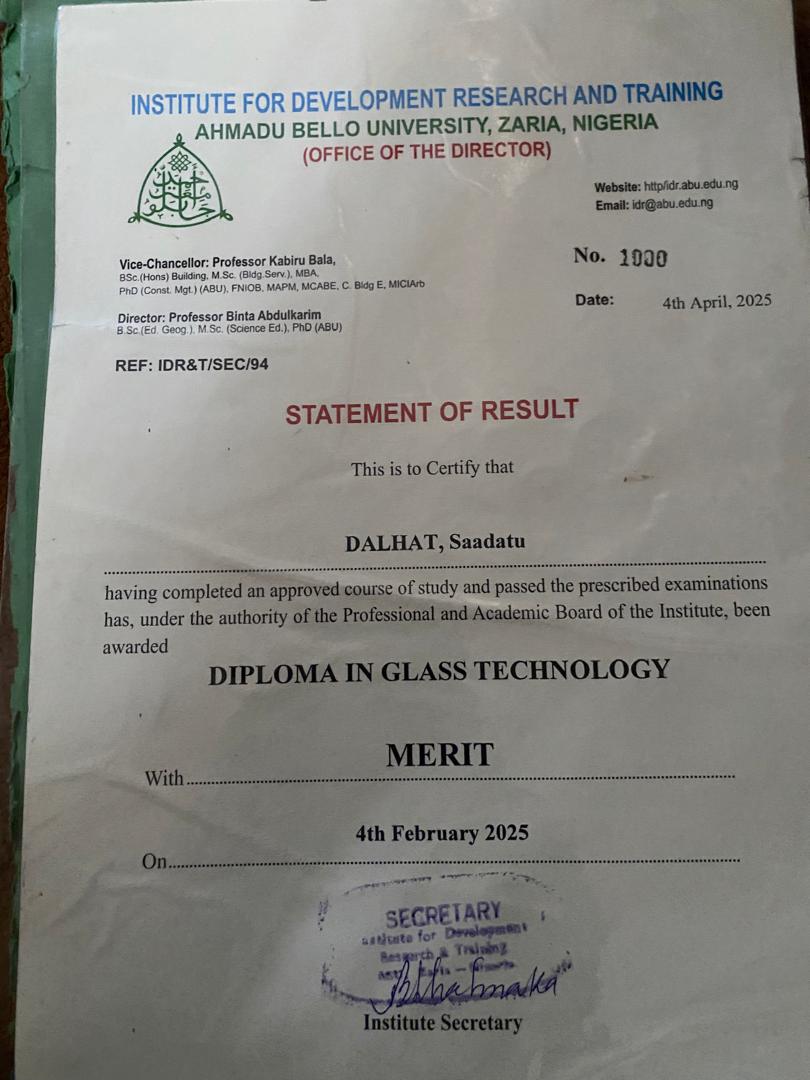 INSTITUTE FOR DEVELOPMENT RESEARCH AND TRAINING
AHMADU BELLO UNIVERSITY, ZARIA, NIGERIA
(OFFICE OF THE DIRECTOR)
Website: http/idr.abu.edu.ng
Email: idr@abu.edu.ng
Vice-Chancellor: Professor Kabiru Bala,
BSc.(Hons) Building, M.Sc. (Bldg.Serv.), MBA,
PhD (Const. Mgt.) (ABU), FNIOB, MAPM, MCABE, C. Bldg E, MICIArb
No. 1000
Date: 4th April, 2025
Director: Professor Binta Abdulkarim
B.Sc.(Ed. Geog.), M.Sc. (Science Ed.), PhD (ABU)
REF: IDR&T/SEC/94
STATEMENT OF RESULT
This is to Certify that
DALHAT, Saadatu
having completed an approved course of study and passed the prescribed examinations
has, under the authority of the Professional and Academic Board of the Institute, been
awarded
DIPLOMA IN GLASS TECHNOLOGY
With MERIT
On 4th February 2025
SECRETARY
for Development
Research & Training
Institute Secretary